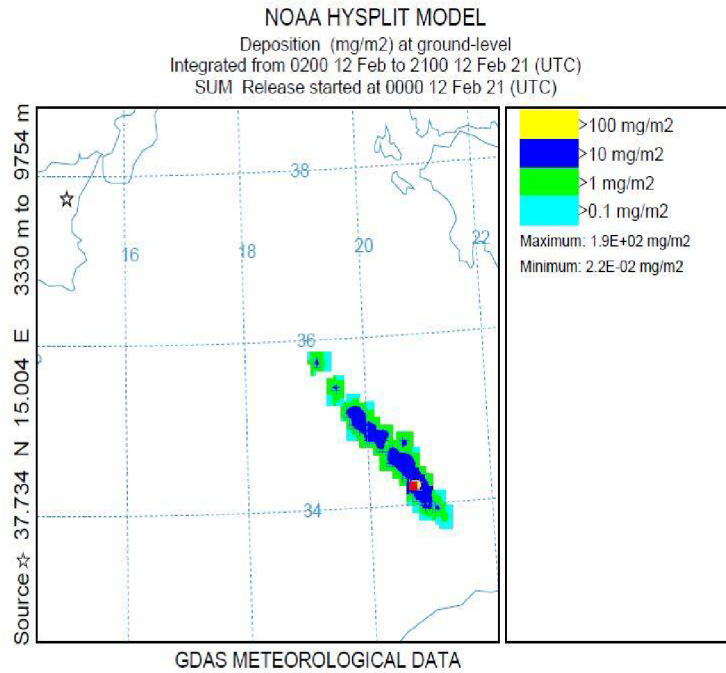 NOAA HYSPLIT MODEL
Deposition (mg/m2) at ground-level
Integrated from 0200 12 Feb to 2100 12 Feb 21 (UTC)
SUM Release started at 0000 12 Feb 21 (UTC)
Source ☆ 37.734 N 15.004 E 3330 m to 9754 m
38
16
18
20
22
36
34
>100 mg/m2
>10 mg/m2
>1 mg/m2
>0.1 mg/m2
Maximum: 1.9E+02 mg/m2
Minimum: 2.2E-02 mg/m2
GDAS METEOROLOGICAL DATA